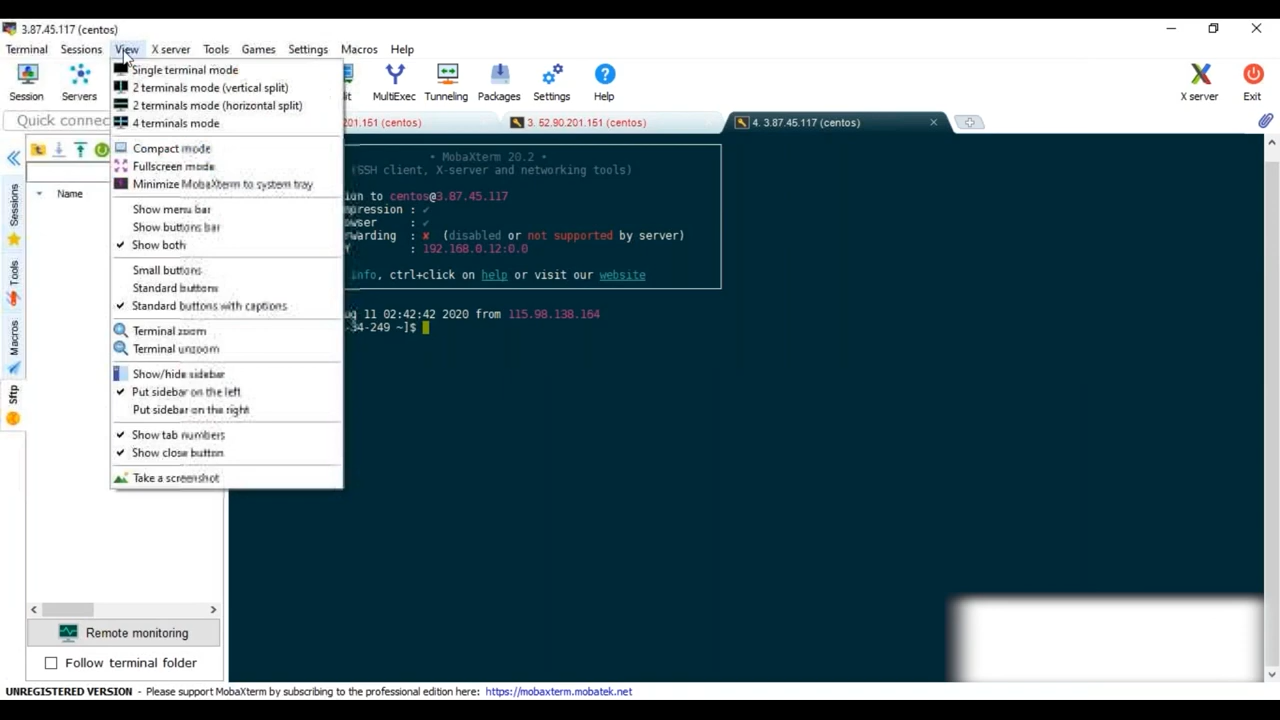 3.87.45.117 (centos)
Terminal Sessions View X server Tools Games Settings Macros Help
Session Servers MultiExec Tunneling Packages Settings Help X server Exit
Quick connec
201.151 (centos) 3. 52.90.201.151 (centos) 4. 3.87.45.117 (centos)
Single terminal mode
2 terminals mode (vertical split)
2 terminals mode (horizontal split)
4 terminals mode
Compact mode
Fullscreen mode
Minimize MobaXterm to system tray
Show menu bar
Show buttons bar
Show both
Small buttons
Standard buttons
Standard buttons with captions
Terminal zoom
Terminal unzoom
Show/hide sidebar
Put sidebar on the left
Put sidebar on the right
Show tab numbers
Show close button
Take a screenshot
Sessions
Tools
Macros
Sftp
Name
• MobaXterm 20.2 •
(SSH client, X-server and networking tools)
ion to centos@3.87.45.117
pression : ✓
wser : ✓
warding : ✘ (disabled or not supported by server)
: 192.168.0.12:0.0
info, ctrl+click on help or visit our website
ug 11 02:42:42 2020 from 115.98.138.164
-34-249 ~]$
Remote monitoring
Follow terminal folder
UNREGISTERED VERSION - Please support MobaXterm by subscribing to the professional edition here: https://mobaxterm.mobatek.net